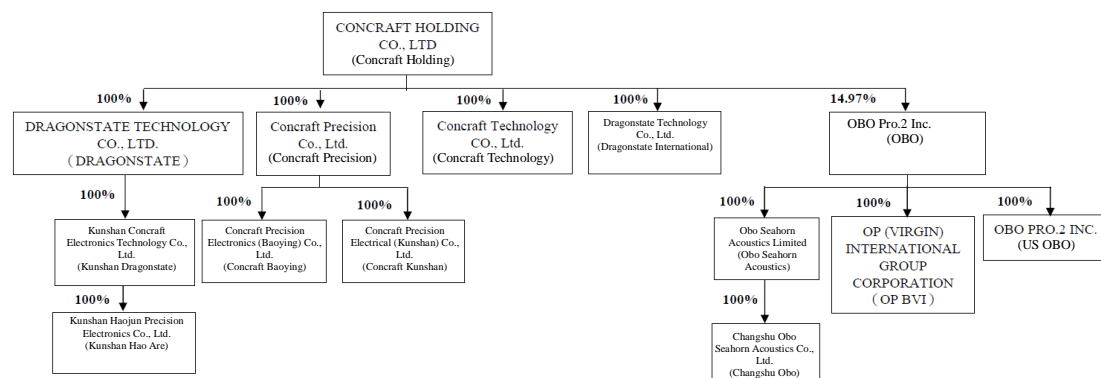 CONCRAFT HOLDING
CO., LTD
(Concraft Holding)
100%
100%
100%
100%
14.97%
DRAGONSTATE TECHNOLOGY
CO., LTD.
（DRAGONSTATE）
Concraft Precision
Co., Ltd.
(Concraft Precision)
Concraft Technology
CO., Ltd.
(Concraft Technology)
Dragonstate Technology
Co., Ltd.
(Dragonstate International)
OBO Pro.2 Inc.
(OBO)
100%
100%
100%
100%
100%
100%
Kunshan Concraft
Electronics Technology Co.,
Ltd.
(Kunshan Dragonstate)
Concraft Precision
Electronics (Baoying) Co.,
Ltd.
(Concraft Baoying)
Concraft Precision
Electrical (Kunshan) Co.,
Ltd.
(Concraft Kunshan)
Obo Seahorn
Acoustics Limited
(Obo Seahorn
Acoustics)
OP (VIRGIN)
INTERNATIONAL
GROUP
CORPORATION
（OP BVI）
OBO PRO.2 INC.
(US OBO)
100%
100%
Kunshan Haojun Precision
Electronics Co., Ltd.
(Kunshan Hao Are)
Changshu Obo
Seahorn Acoustics Co.,
Ltd.
(Changshu Obo)